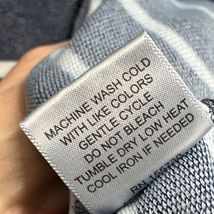 MACHINE WASH COLD
WITH LIKE COLORS
GENTLE CYCLE
DO NOT BLEACH
TUMBLE DRY LOW HEAT
COOL IRON IF NEEDED
RN